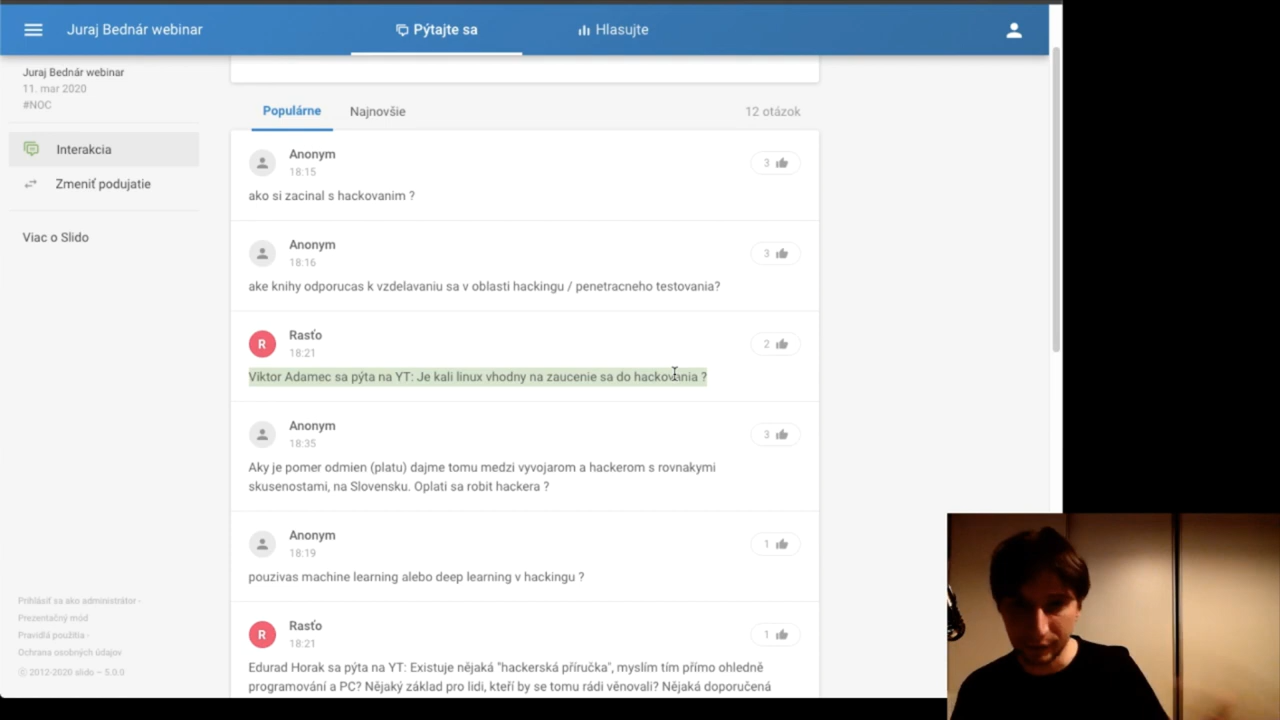 Juraj Bednár webinar
Pýtajte sa
Hlasujte
Juraj Bednár webinar
11. mar 2020
#NOC
Interakcia
Zmeniť podujatie
Viac o Slido
Populárne
Najnovšie
12 otázok
Anonym
18:15
3
ako si zacinal s hackovanim ?
Anonym
18:16
3
ake knihy odporucas k vzdelavaniu sa v oblasti hackingu / penetracneho testovania?
R
Rasťo
18:21
2
Viktor Adamec sa pýta na YT: Je kali linux vhodny na zaucenie sa do hackovania ?
Anonym
18:35
3
Aky je pomer odmien (platu) dajme tomu medzi vyvojarom a hackerom s rovnakymi
skusenostami, na Slovensku. Oplati sa robit hackera ?
Anonym
18:19
1
pouzivas machine learning alebo deep learning v hackingu ?
R
Rasťo
18:21
1
Edurad Horak sa pýta na YT: Existuje nějaká "hackerská příručka", myslím tím přímo ohledně
programování a PC? Nějaký základ pro lidi, kteří by se tomu rádi věnovali? Nějaká doporučená
Prihlásiť sa ako administrátor -
Prezentačný mód
Pravidlá použitia -
Ochrana osobných údajov
© 2012-2020 slido – 5.0.0